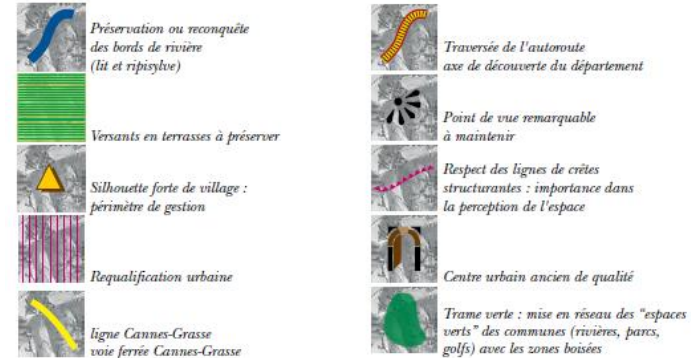 Préservation ou reconquête
des bords de rivière
(lit et ripisylve)
Versants en terrasses à préserver
Silhouette forte de village :
périmètre de gestion
Requalification urbaine
ligne Cannes-Grasse
voie ferrée Cannes-Grasse
Traversée de l'autoroute
axe de découverte du département
Point de vue remarquable
à maintenir
Respect des lignes de crêtes
structurantes : importance dans
la perception de l'espace
Centre urbain ancien de qualité
Trame verte : mise en réseau des "espaces
verts" des communes (rivières, parcs,
golfs) avec les zones boisées